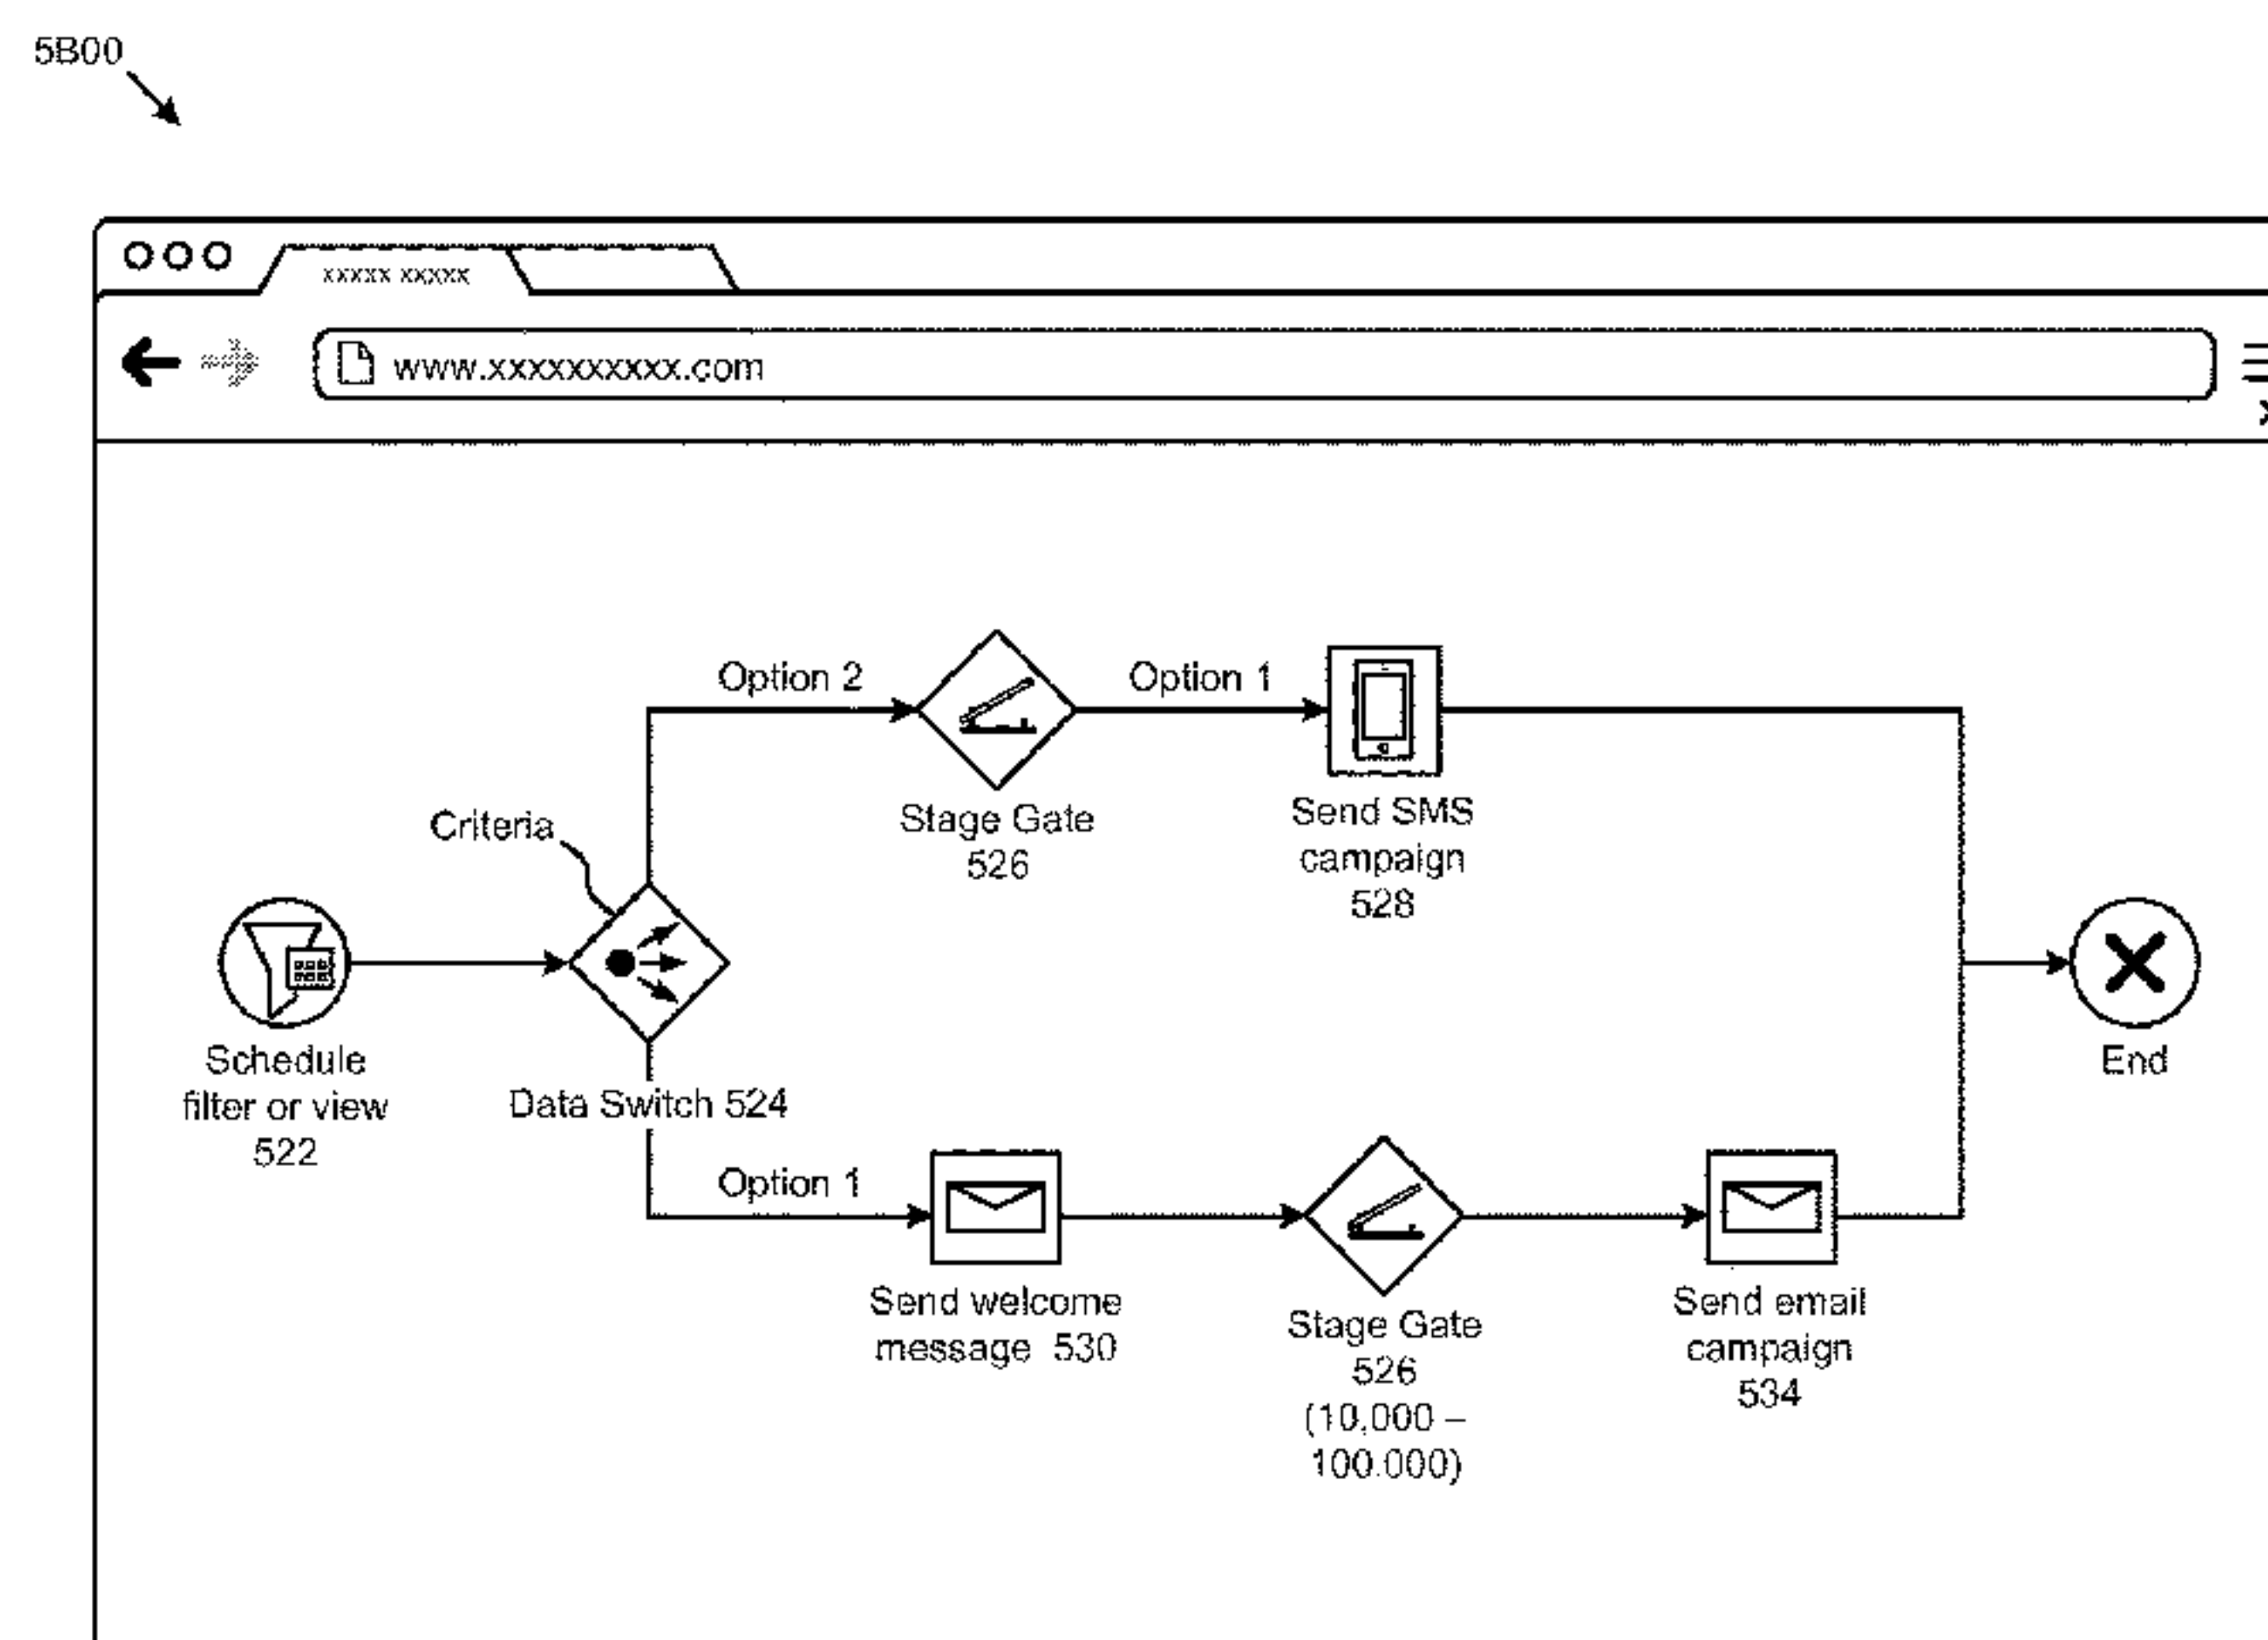 5B00
xxxxx xxxxx
www.xxxxxxxxxx.com
Option 2
Option 1
Criteria
Stage Gate
526
Send SMS
campaign
528
Schedule
filter or view
522
Data Switch 524
End
Option 1
Send welcome
message 530
Stage Gate
526
(10,000 –
100.000)
Send email
campaign
534